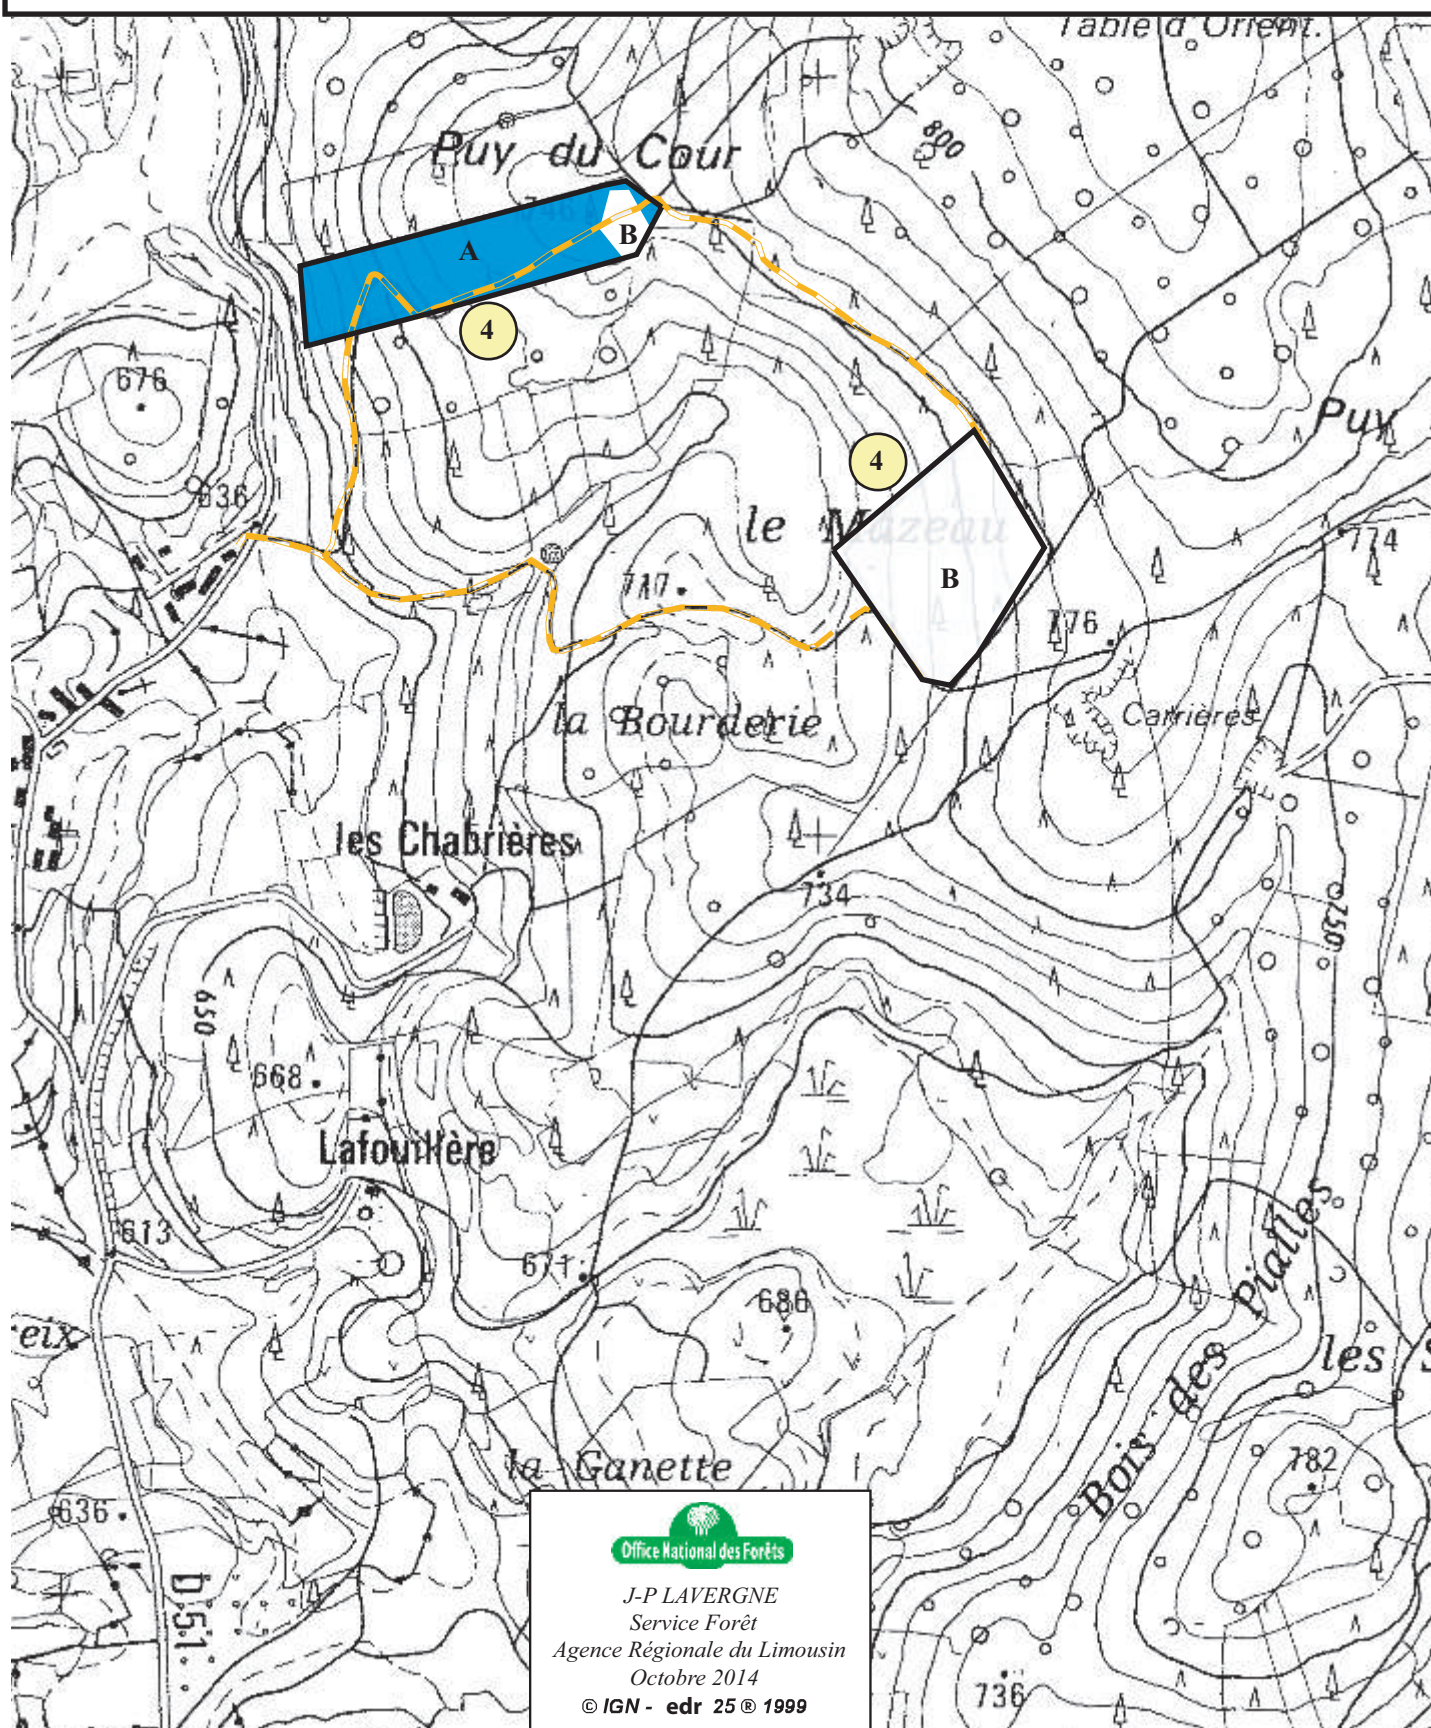 Table d'Orient.
800
Puy du Cour
746
A
B
4
676
Puy
4
636
le Mazeau
774
717
B
776
la Bourderie
Carrières
les Chabrières
734
750
650
668
Lafouillère
613
671
686
Bois des Pialles
eix
les S
la Ganette
782
636
D.51
736
Office National des Forêts
J-P LAVERGNE
Service Forêt
Agence Régionale du Limousin
Octobre 2014
© IGN - edr 25 ® 1999